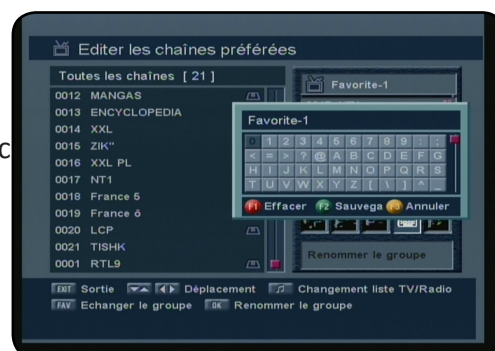 Editer les chaînes préférées
Toutes les chaînes [ 21 ]
0012 MANGAS
0013 ENCYCLOPEDIA
0014 XXL
0015 ZIK"
0016 XXL PL
0017 NT1
0018 France 5
0019 France ô
0020 LCP
0021 TISHK
0001 RTL9
Favorite-1
Favorite-1
0 1 2 3 4 5 6 7 8 9 : ;
< = > ? @ A B C D E F G
H I J K L M N O P Q R S
T U V W X Y Z [ \ ] ^ _
F1 Effacer F2 Sauvega F3 Annuler
Renommer le groupe
EXIT Sortie Déplacement Changement liste TV/Radio
FAV Echanger le groupe OK Renommer le groupe
c